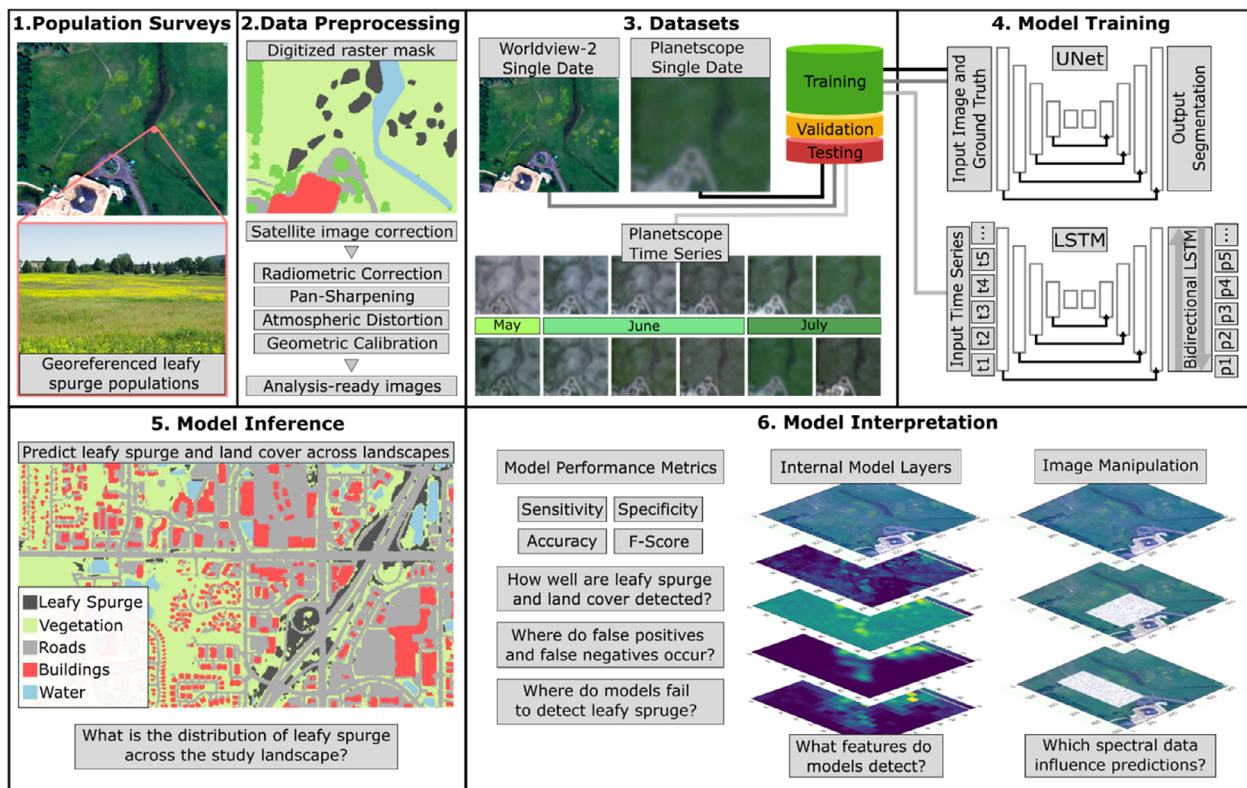 1.Population Surveys
Georeferenced leafy
spurge populations
2.Data Preprocessing
Digitized raster mask
Satellite image correction
Radiometric Correction
Pan-Sharpening
Atmospheric Distortion
Geometric Calibration
Analysis-ready images
3. Datasets
Worldview-2
Single Date
Planetscope
Single Date
Training
Validation
Testing
Planetscope
Time Series
May
June
July
4. Model Training
Input Image and
Ground Truth
UNet
Output
Segmentation
Input Time Series
...
t5
t4
t3
t2
t1
LSTM
Bidirectional LSTM
...
p5
p4
p3
p2
p1
5. Model Inference
Predict leafy spurge and land cover across landscapes
Leafy Spurge
Vegetation
Roads
Buildings
Water
What is the distribution of leafy spurge
across the study landscape?
6. Model Interpretation
Model Performance Metrics
Sensitivity
Specificity
Accuracy
F-Score
How well are leafy spurge
and land cover detected?
Where do false positives
and false negatives occur?
Where do models fail
to detect leafy spruge?
Internal Model Layers
What features do
models detect?
Image Manipulation
Which spectral data
influence predictions?